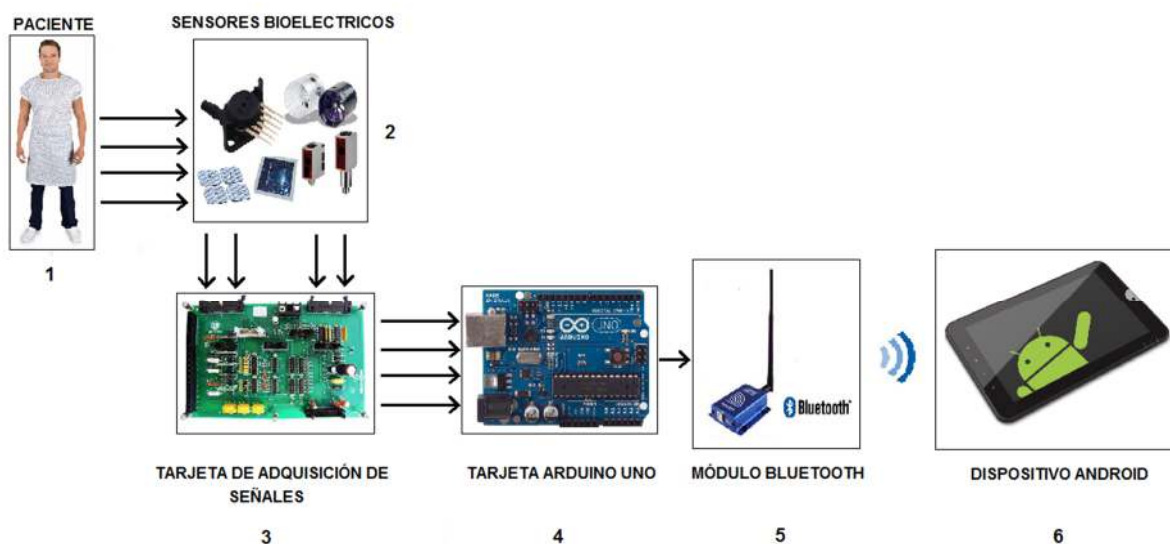 PACIENTE
SENSORES BIOELECTRICOS
2
1
UNO
ARDUINO
Bluetooth
TARJETA DE ADQUISICIÓN DE
SEÑALES
TARJETA ARDUINO UNO
MÓDULO BLUETOOTH
DISPOSITIVO ANDROID
3
4
5
6